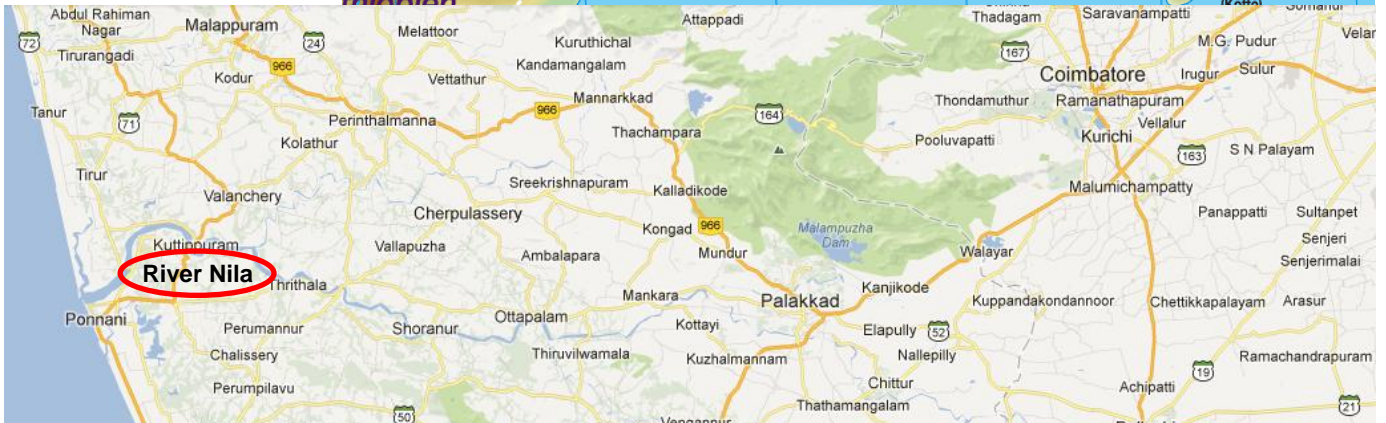 Abdul Rahiman
Nagar
Malappuram
Melattoor
Attappadi
Thadagam
Saravanampatti
(Kotte)
72
24
Kuruthichal
167
M.G. Pudur
Tirurangadi
966
Kandamangalam
Coimbatore
Irugur
Sulur
Kodur
Vettathur
Mannarkkad
Thondamuthur
Ramanathapuram
Tanur
71
Perinthalmanna
966
164
Vellalur
Kolathur
Thachampara
Pooluvapatti
Kurichi
163
S N Palayam
Tirur
Valanchery
Sreekrishnapuram
Kalladikode
Malumichampatty
Cherpulassery
Kongad
966
Malampuzha
Dam
Panappatti
Sultanpet
Kuttippuram
Vallapuzha
Ambalapara
Mundur
Walayar
Senjeri
Senjerimalai
River Nila
Thrithala
Mankara
Palakkad
Kanjikode
Kuppandakondannoor
Chettikkapalayam
Arasur
Ponnani
Perumannur
Shoranur
Ottapalam
Kottayi
Elapully
52
Chalissery
Thiruvilwamala
Kuzhalmannam
Nallepilly
Ramachandrapuram
Perumpilavu
Chittur
19
50
Thathamangalam
Achipatti
21